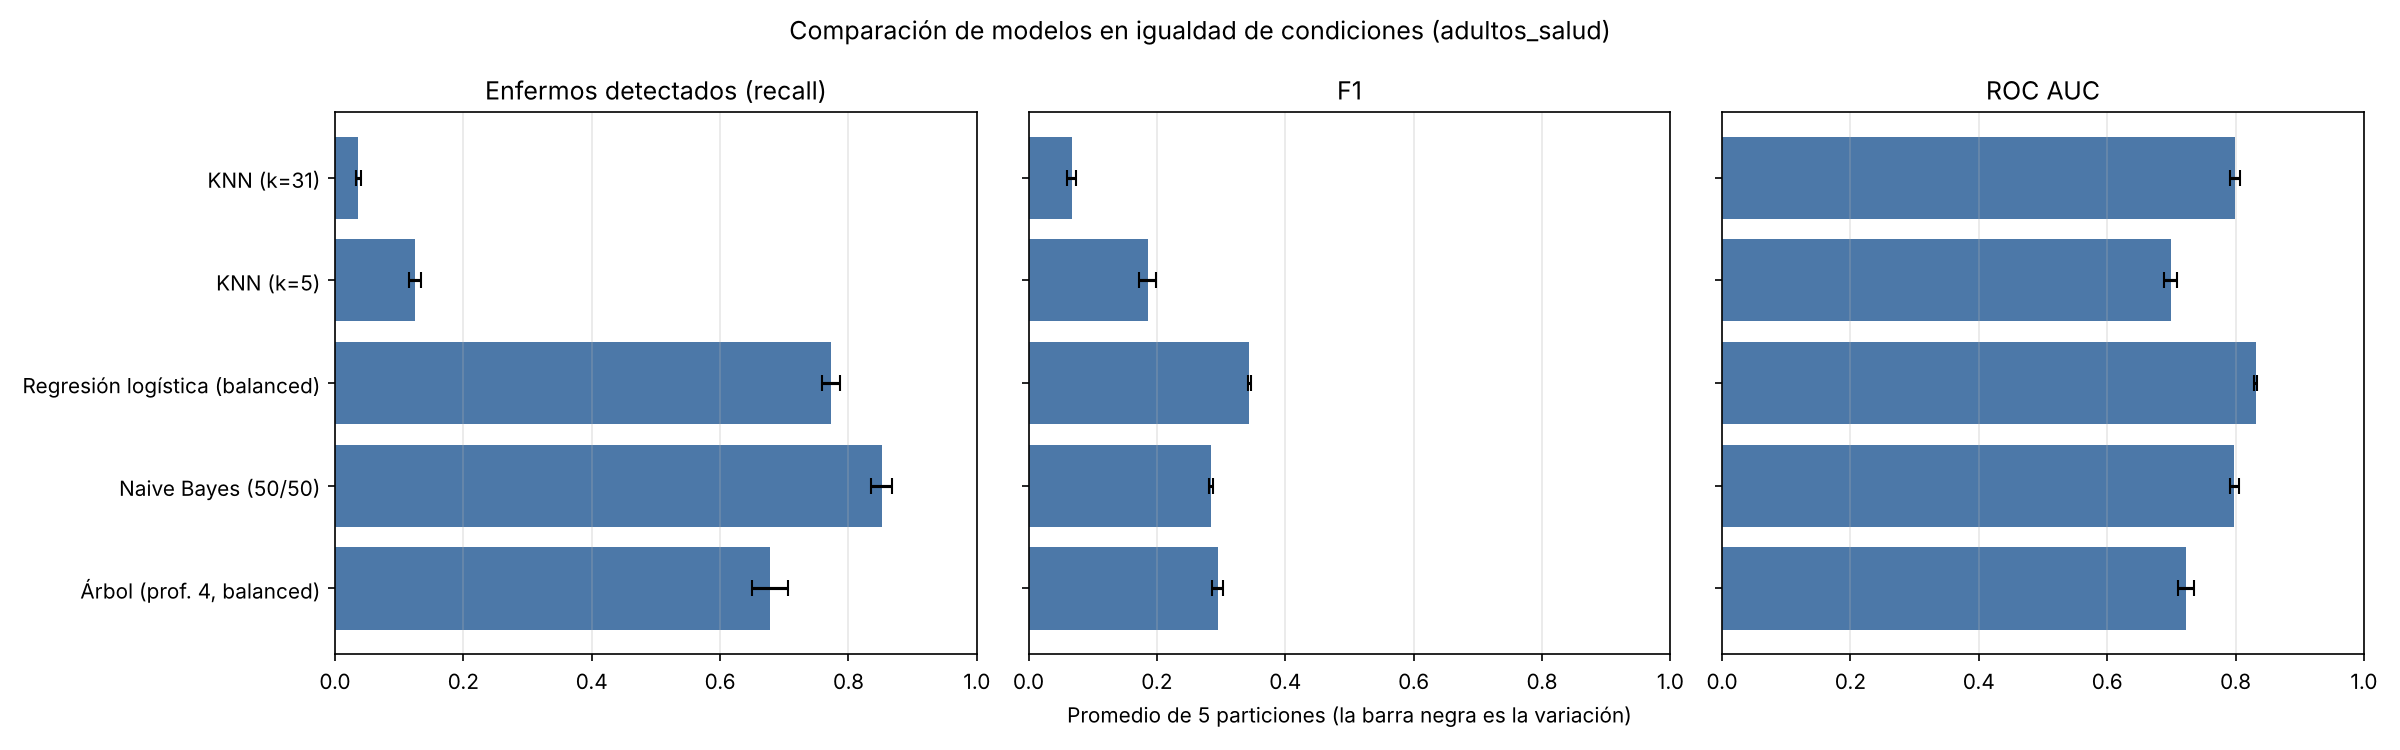 Comparación de modelos en igualdad de condiciones (adultos_salud)
Enfermos detectados (recall)
F1
ROC AUC
KNN (k=31)
KNN (k=5)
Regresión logística (balanced)
Naive Bayes (50/50)
Árbol (prof. 4, balanced)
0.0 0.2 0.4 0.6 0.8 1.0
0.0 0.2 0.4 0.6 0.8 1.0
0.0 0.2 0.4 0.6 0.8 1.0
Promedio de 5 particiones (la barra negra es la variación)